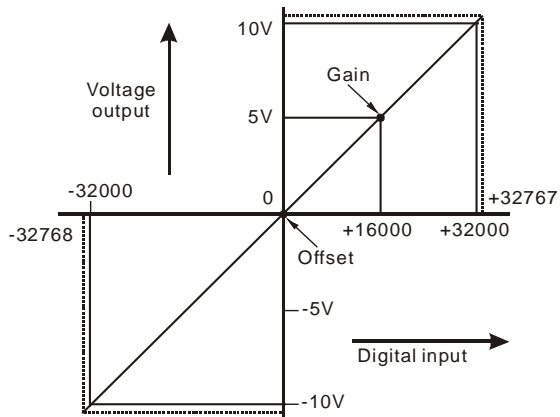 10V
Gain
Voltage
output
5V
-32000
0
+32767
-32768
+16000
+32000
Offset
-5V
Digital input
-10V